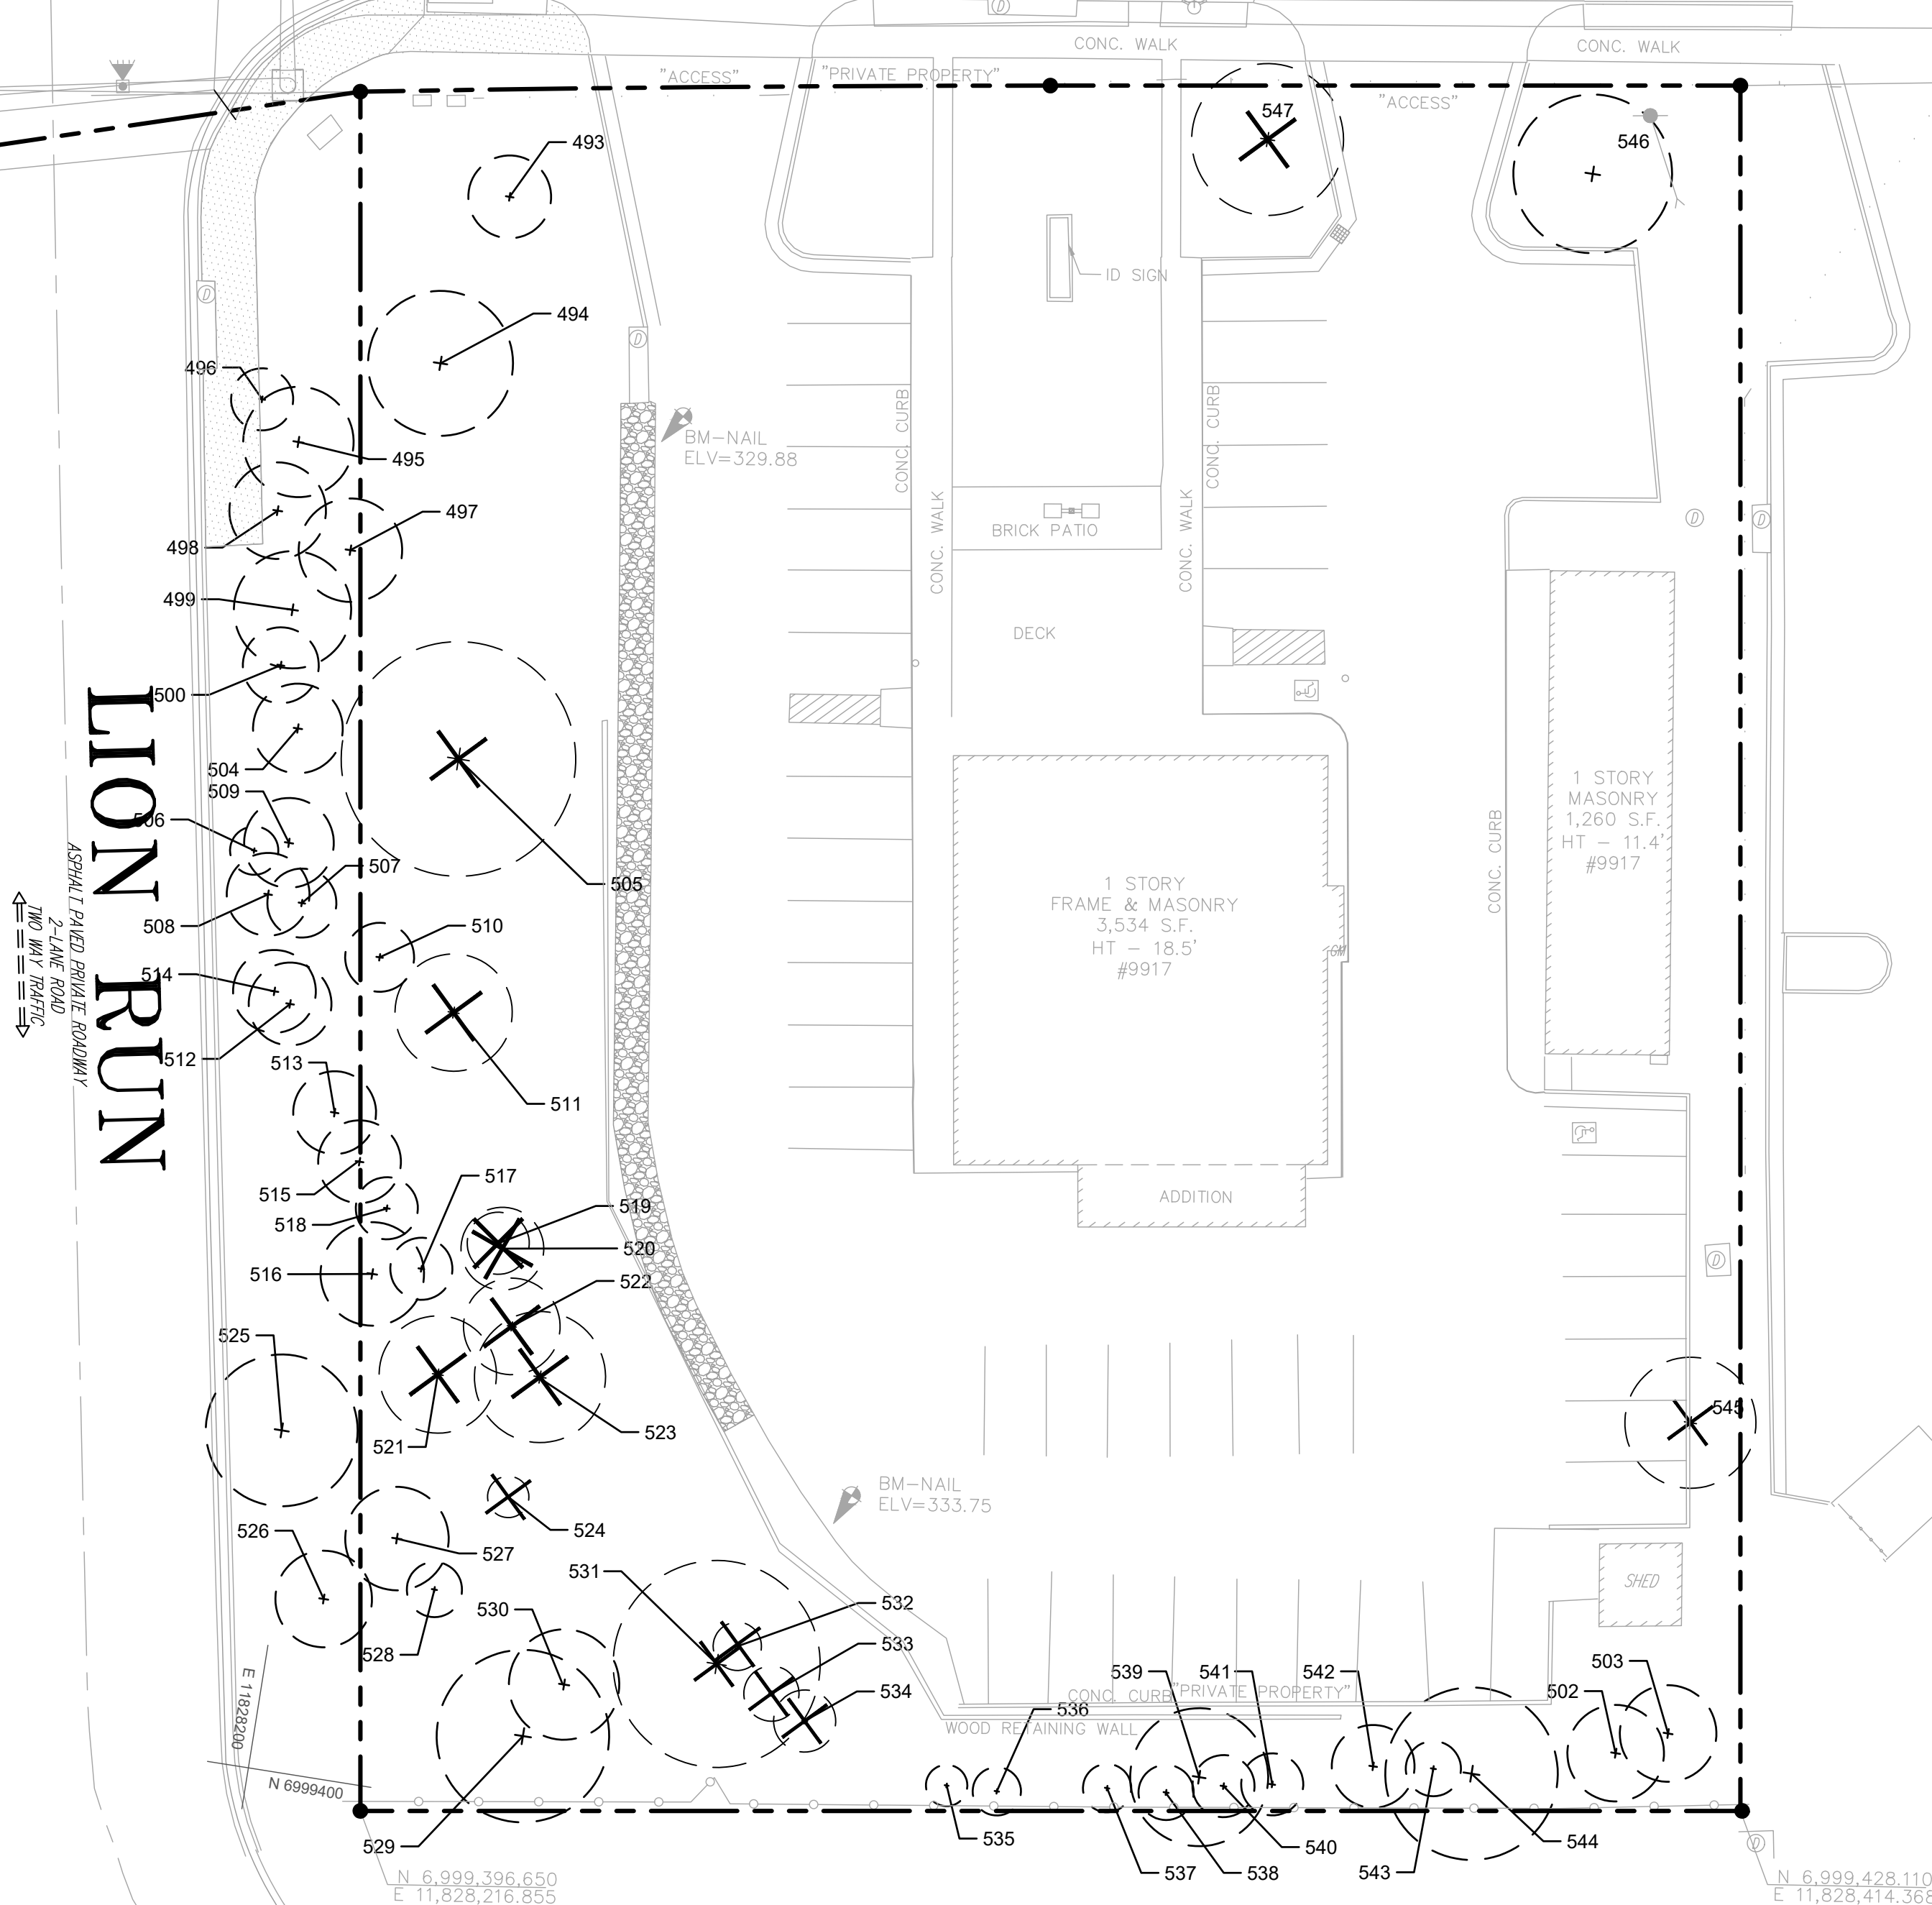 CONC. WALK
CONC. WALK
"ACCESS"
"PRIVATE PROPERTY"
"ACCESS"
547
546
493
ID SIGN
494
496
495
CONC. CURB
CONC. CURB
BM-NAIL
ELV=329.88
497
498
CONC. WALK
CONC. WALK
BRICK PATIO
499
DECK
500
504
509
506
507
505
508
510
514
512
513
511
LION RUN
ASPHALT PAVED PRIVATE ROADWAY
2-LANE ROAD
TWO WAY TRAFFIC
1 STORY
MASONRY
1,260 S.F.
HT - 11.4'
#9917
CONC. CURB
1 STORY
FRAME & MASONRY
3,534 S.F.
HT - 18.5'
#9917
GM
ADDITION
517
515
518
519
520
516
522
525
521
523
545
BM-NAIL
ELV=333.75
524
526
527
528
530
531
532
533
534
SHED
539
541
542
503
502
CONC. CURB
"PRIVATE PROPERTY"
536
WOOD RETAINING WALL
E 11828200
N 6999400
529
535
537
538
540
543
544
N 6,999,396,650
E 11,828,216.855
N 6,999,428.110
E 11,828,414.368
D
D
D
D
D
D
D